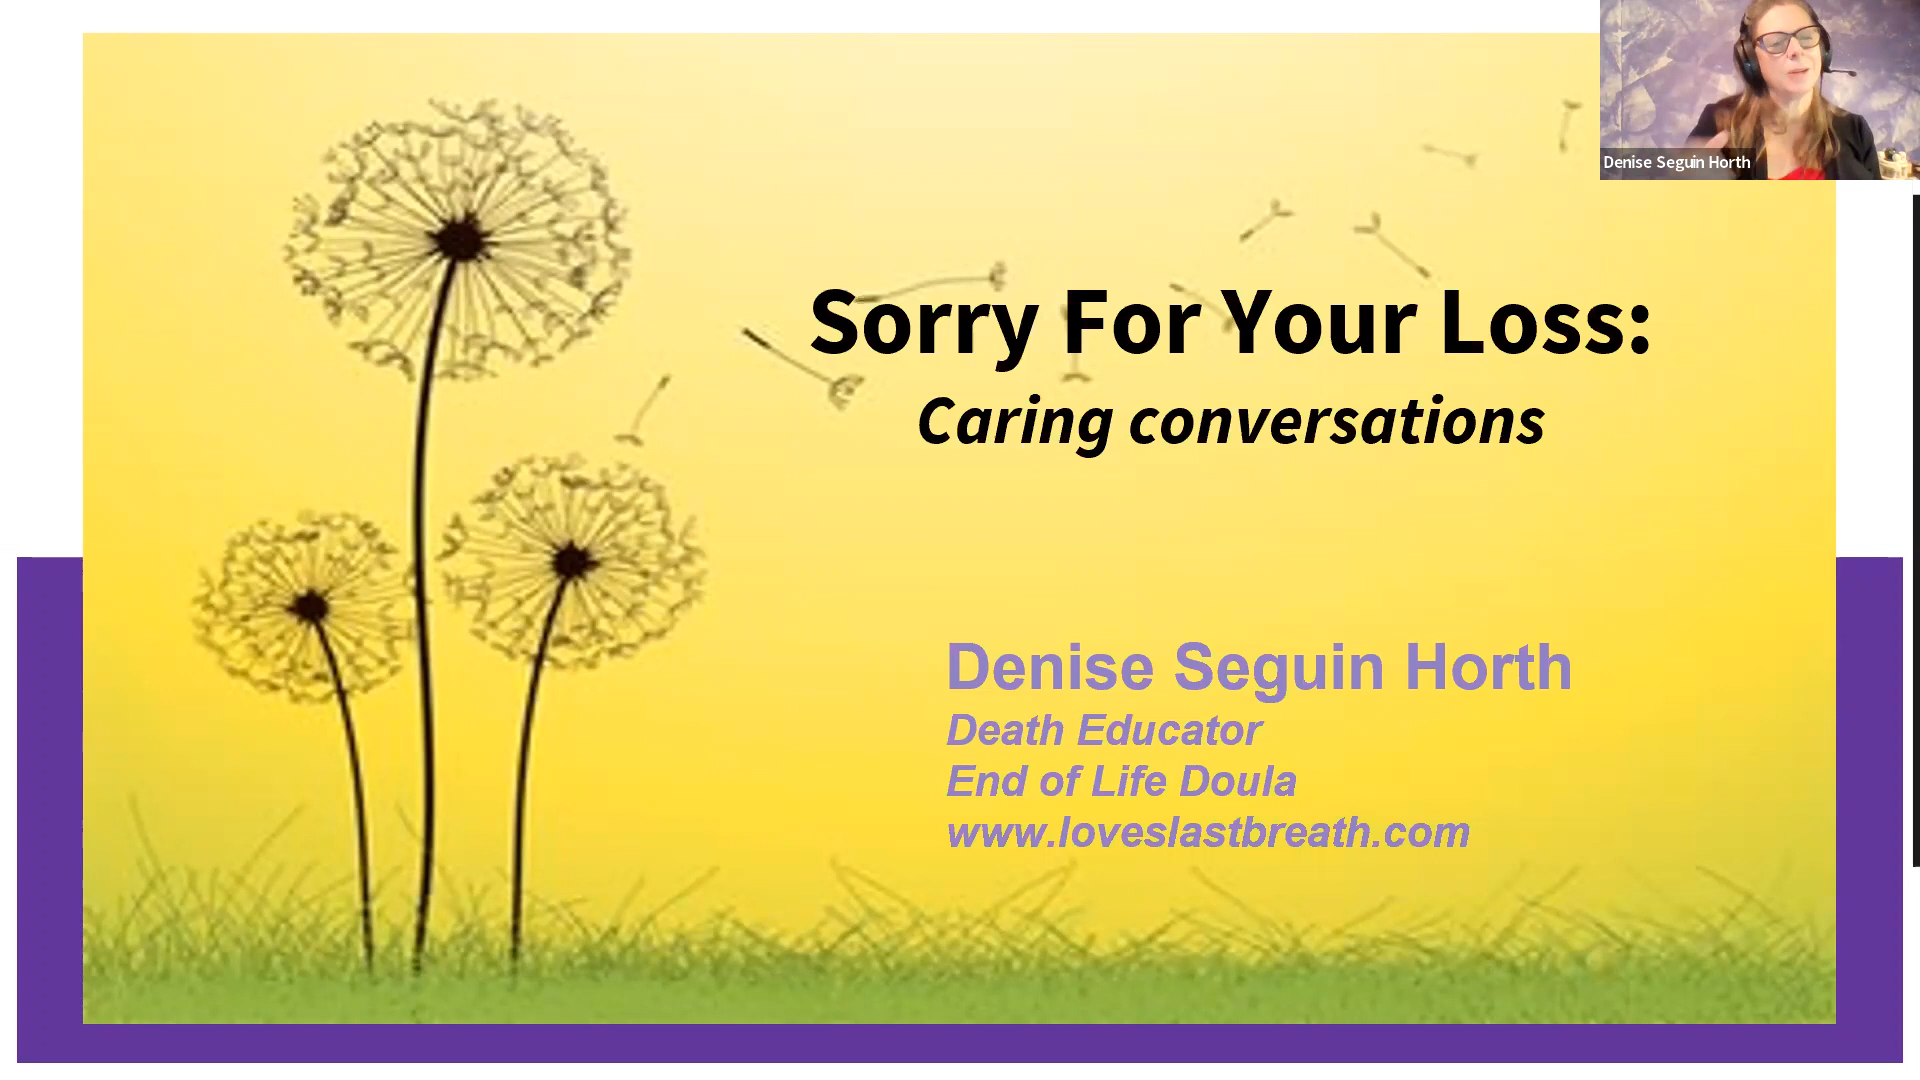 Denise Seguin Horth
Sorry For Your Loss:
Caring conversations
Denise Seguin Horth
Death Educator
End of Life Doula
www.loveslastbreath.com